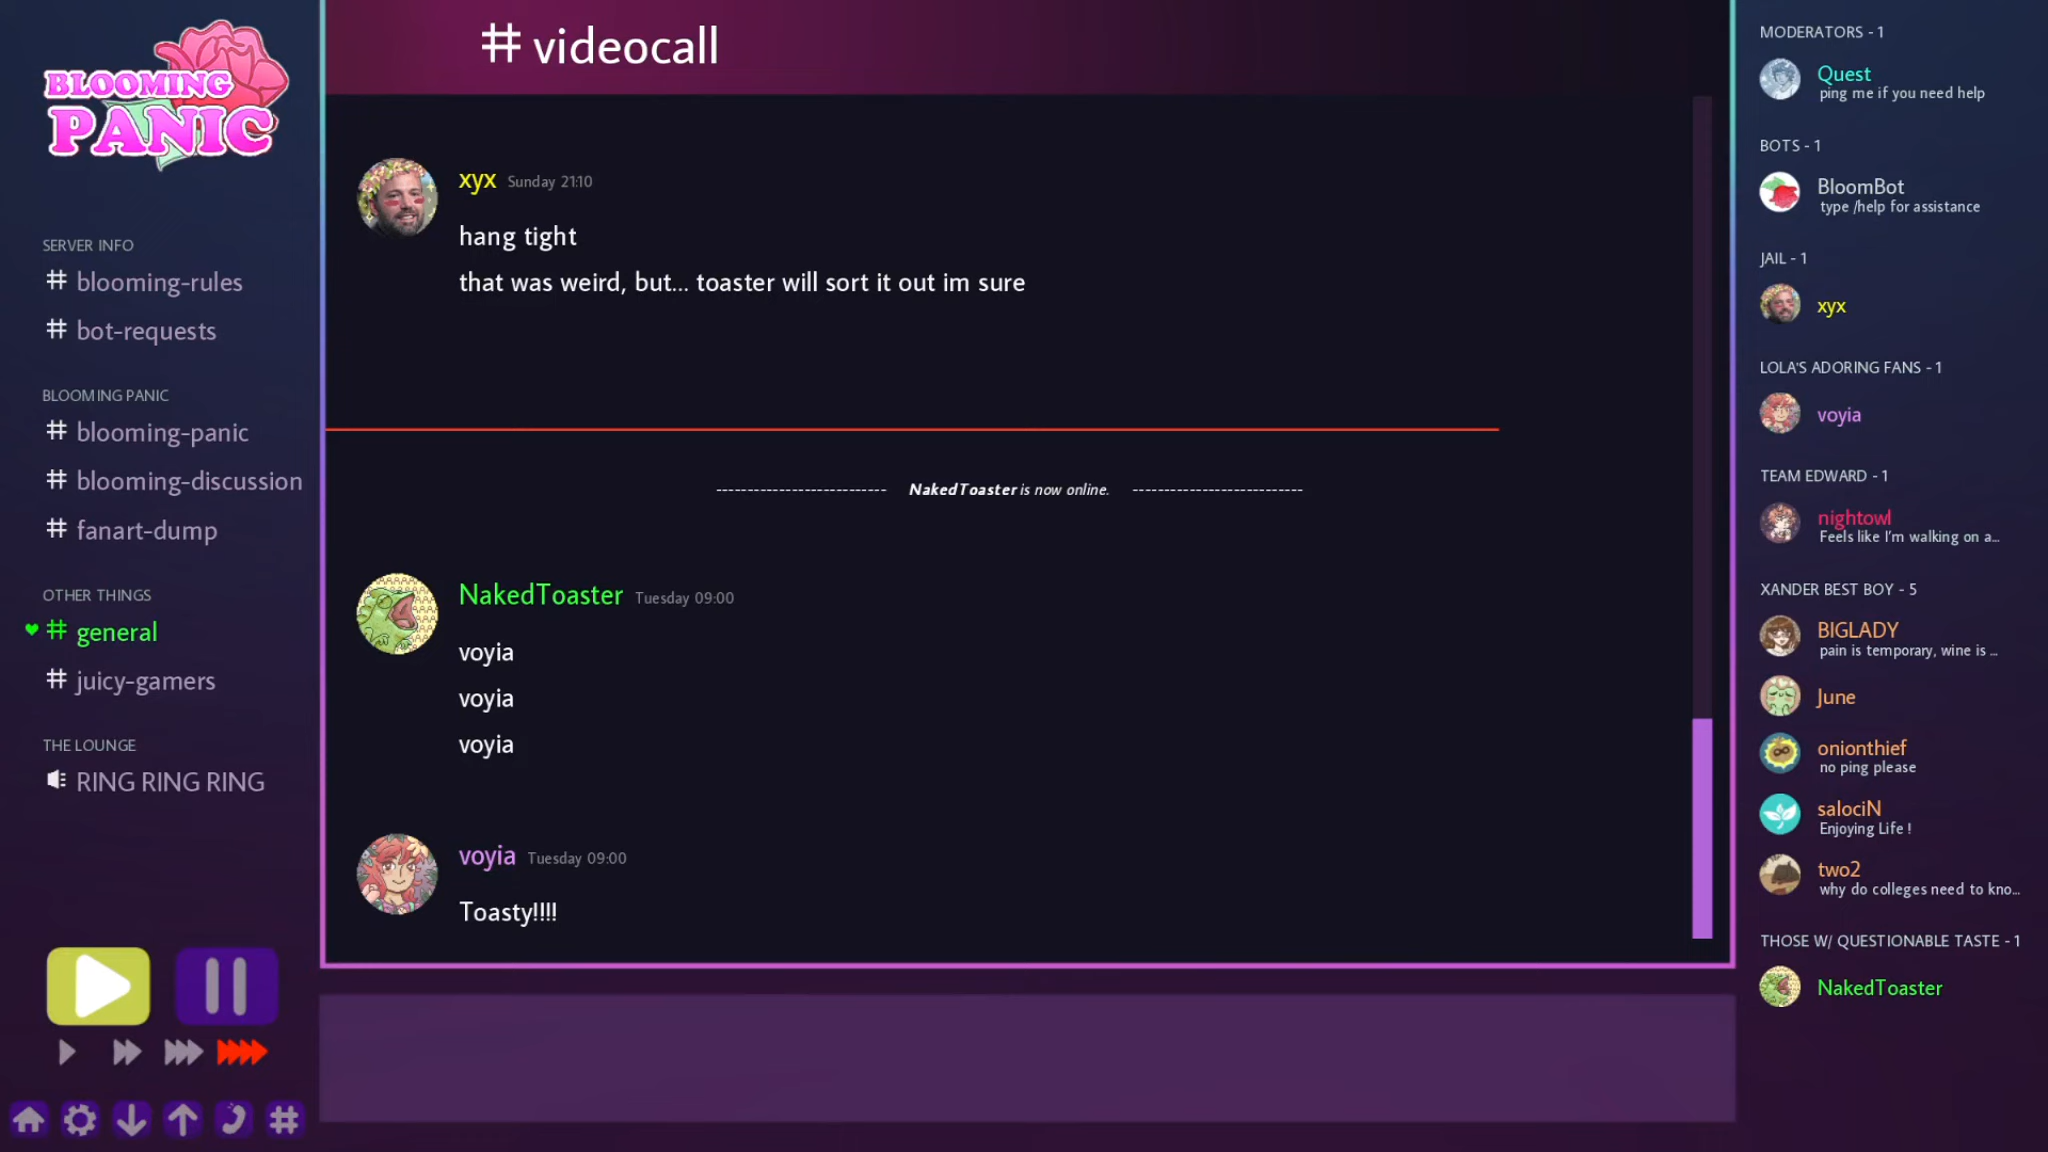 BLOOMING
PANIC
SERVER INFO
# blooming-rules
# bot-requests
BLOOMING PANIC
# blooming-panic
# blooming-discussion
# fanart-dump
OTHER THINGS
# general
# juicy-gamers
THE LOUNGE
RING RING RING
# videocall
xyx Sunday 21:10
hang tight
that was weird, but... toaster will sort it out im sure
--------------------------- NakedToaster is now online. ---------------------------
NakedToaster Tuesday 09:00
voyia
voyia
voyia
voyia Tuesday 09:00
Toasty!!!!
MODERATORS - 1
Quest
ping me if you need help
BOTS - 1
BloomBot
type /help for assistance
JAIL - 1
xyx
LOLA'S ADORING FANS - 1
voyia
TEAM EDWARD - 1
nightowl
Feels like I'm walking on a...
XANDER BEST BOY - 5
BIGLADY
pain is temporary, wine is ...
June
onionthief
no ping please
salociN
Enjoying Life !
two2
why do colleges need to kno...
THOSE W/ QUESTIONABLE TASTE - 1
NakedToaster